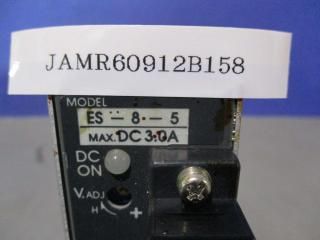 JAMR60912B158
MODEL
ES-8-5
MAX. DC 3.0A
DC
ON
V.ADJ
H +